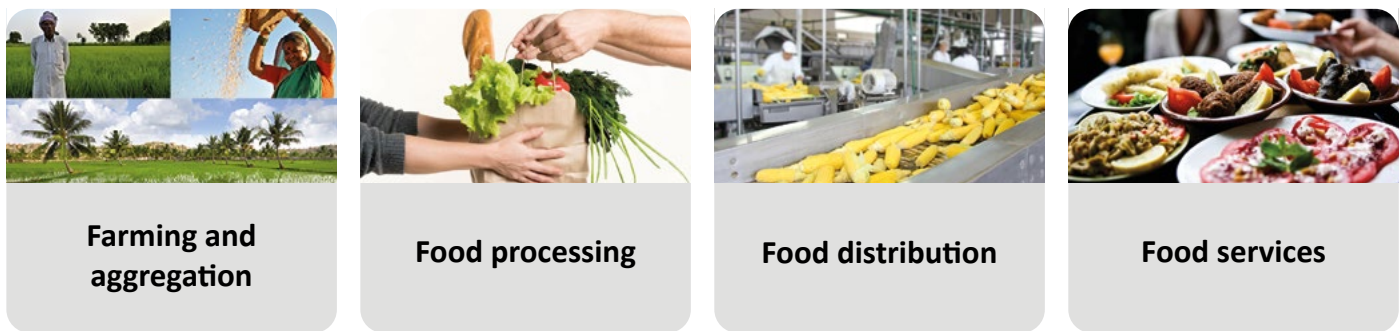 Farming and
aggregation
Food processing
Food distribution
Food services